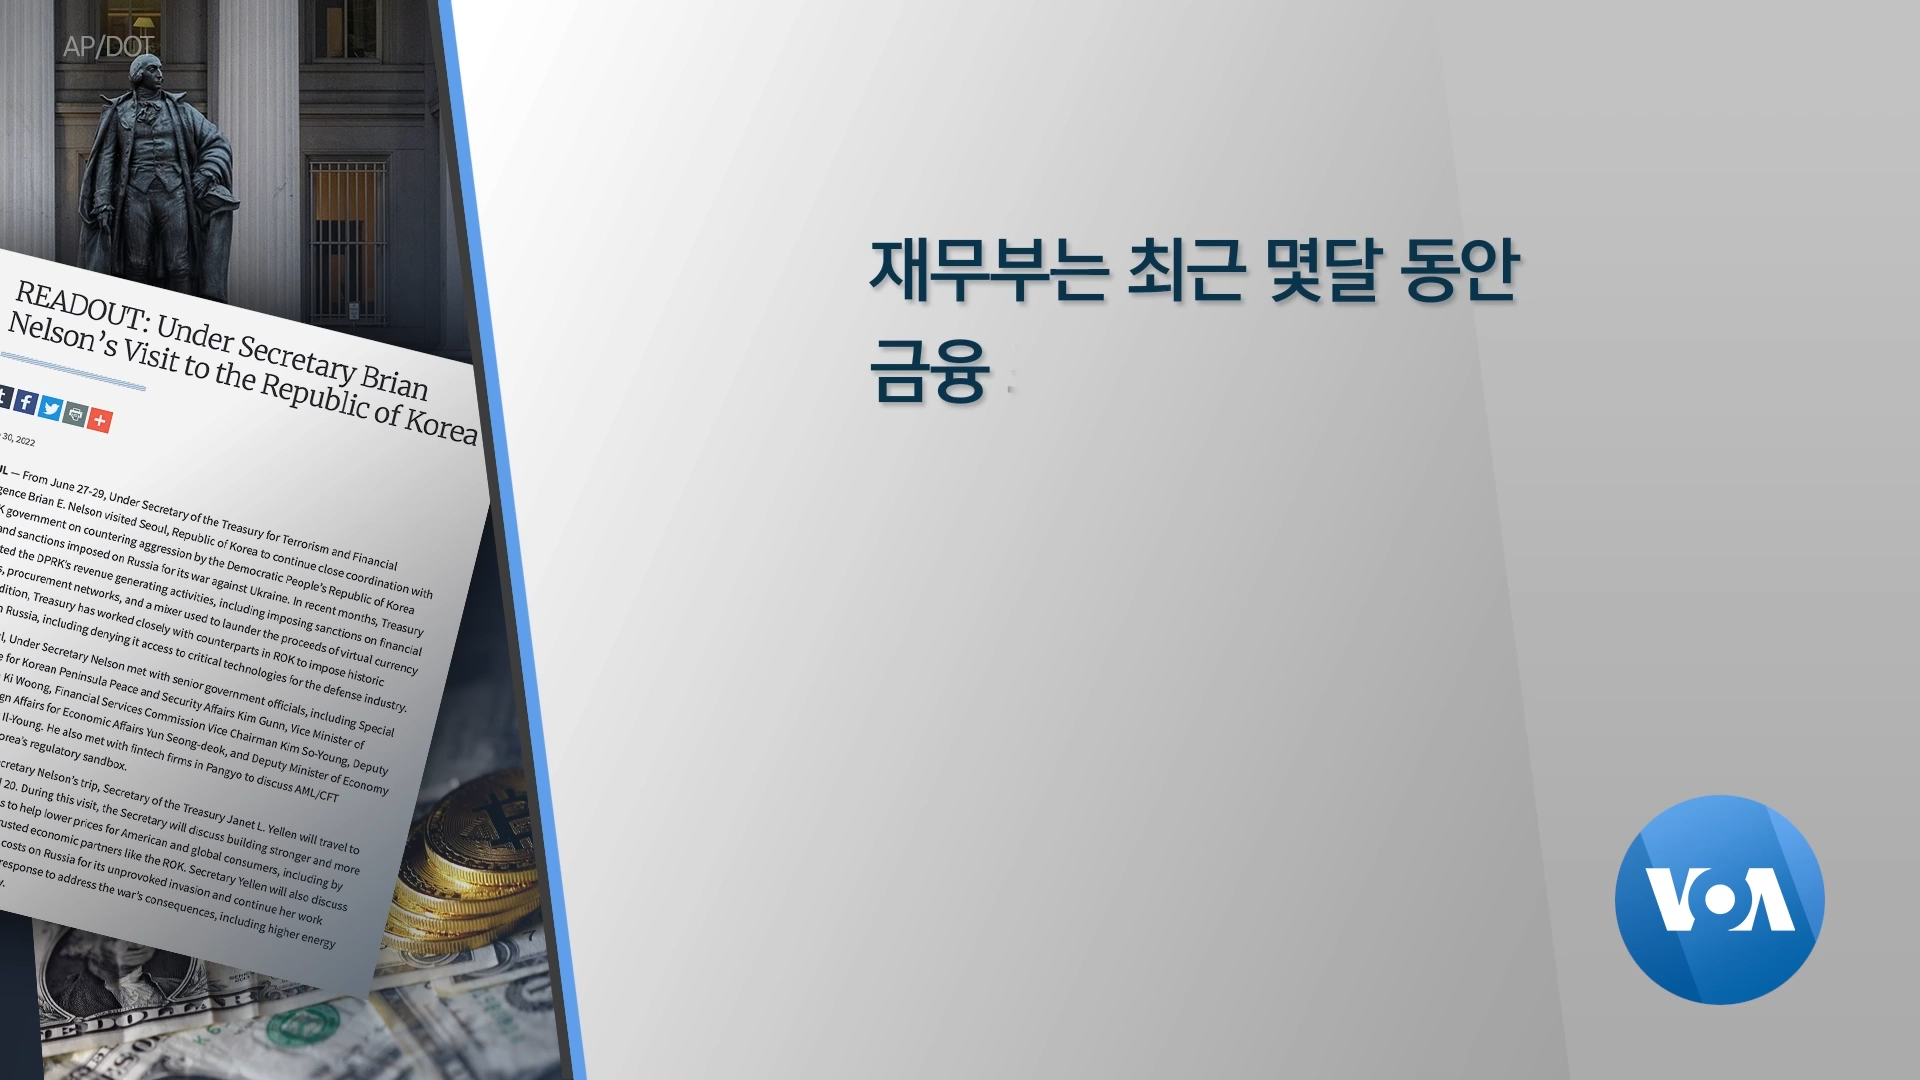 AP/DOT
READOUT: Under Secretary Brian
Nelson's Visit to the Republic of Korea
30, 2022
— From June 27-29, Under Secretary of the Treasury for Terrorism and Financial
Brian E. Nelson visited Seoul, Republic of Korea to continue close coordination with
government on countering aggression by the Democratic People's Republic of Korea
and sanctions imposed on Russia for its war against Ukraine. In recent months, Treasury
the DPRK's revenue generating activities, including imposing sanctions on financial
procurement networks, and a mixer used to launder the proceeds of virtual currency
Treasury has worked closely with counterparts in ROK to impose historic
Russia, including denying it access to critical technologies for the defense industry.
Under Secretary Nelson met with senior government officials, including Special
for Korean Peninsula Peace and Security Affairs Kim Gunn, Vice Minister of
Ki Woong, Financial Services Commission Vice Chairman Kim So-Young, Deputy
Affairs for Economic Affairs Yun Seong-deok, and Deputy Minister of Economy
Il-Young. He also met with fintech firms in Pangyo to discuss AML/CFT
regulatory sandbox.
Nelson's trip, Secretary of the Treasury Janet L. Yellen will travel to
20. During this visit, the Secretary will discuss building stronger and more
to help lower prices for American and global consumers, including by
economic partners like the ROK. Secretary Yellen will also discuss
costs on Russia for its unprovoked invasion and continue her work
response to address the war's consequences, including higher energy
재무부는 최근 몇달 동안
금융
VOA